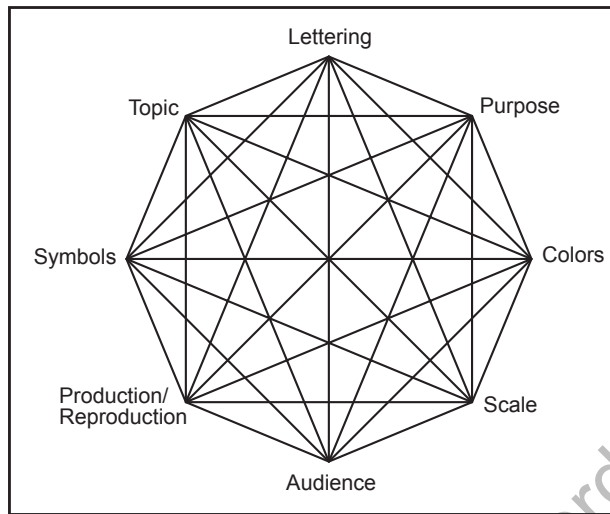 Lettering
Topic
Purpose
Symbols
Colors
Production/
Reproduction
Scale
Audience